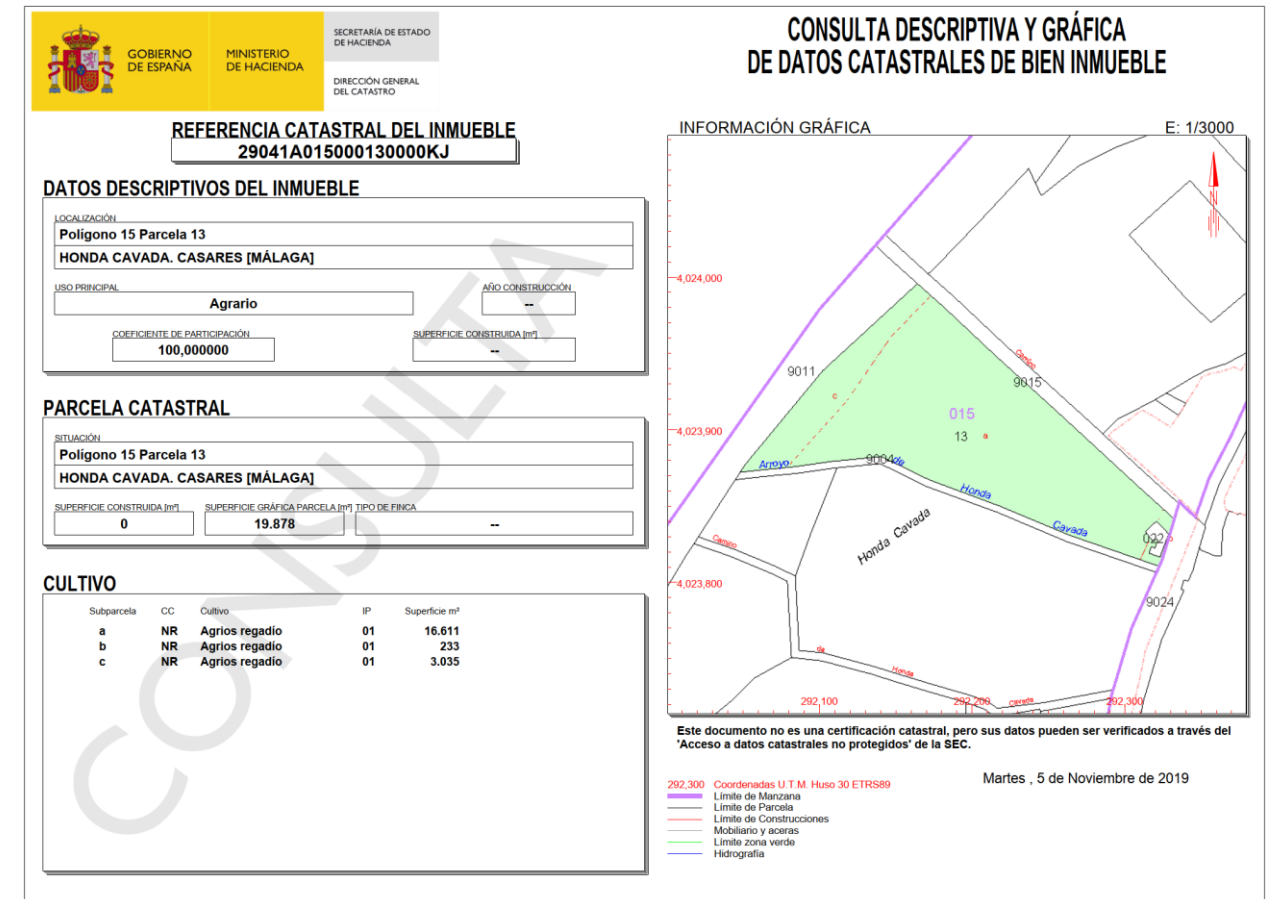 GOBIERNO
DE ESPAÑA
MINISTERIO
DE HACIENDA
SECRETARÍA DE ESTADO
DE HACIENDA
DIRECCIÓN GENERAL
DEL CATASTRO
CONSULTA DESCRIPTIVA Y GRÁFICA
DE DATOS CATASTRALES DE BIEN INMUEBLE
REFERENCIA CATASTRAL DEL INMUEBLE
29041A015000130000KJ
DATOS DESCRIPTIVOS DEL INMUEBLE
LOCALIZACIÓN
Polígono 15 Parcela 13
HONDA CAVADA. CASARES [MÁLAGA]
USO PRINCIPAL
Agrario
AÑO CONSTRUCCIÓN
--
COEFICIENTE DE PARTICIPACIÓN
100,000000
SUPERFICIE CONSTRUIDA [m²]
--
PARCELA CATASTRAL
SITUACIÓN
Polígono 15 Parcela 13
HONDA CAVADA. CASARES [MÁLAGA]
SUPERFICIE CONSTRUIDA [m²] SUPERFICIE GRÁFICA PARCELA [m²] TIPO DE FINCA
0 19.878 --
CULTIVO
Subparcela CC Cultivo IP Superficie m²
a NR Agrios regadío 01 16.611
b NR Agrios regadío 01 233
c NR Agrios regadío 01 3.035
CONSULTA
INFORMACIÓN GRÁFICA E: 1/3000
N
4,024,000
Camino
9011
9015
c
015
4,023,900
13 a
Arroyo
9004
de
Honda
Cavada
Honda Cavada
022
b
Camino
4,023,800
9024
de
Honda
Cavada
292,100 292,200 292,300
Este documento no es una certificación catastral, pero sus datos pueden ser verificados a través del
'Acceso a datos catastrales no protegidos' de la SEC.
Martes , 5 de Noviembre de 2019
292,300 Coordenadas U.T.M. Huso 30 ETRS89
Límite de Manzana
Límite de Parcela
Límite de Construcciones
Mobiliario y aceras
Límite zona verde
Hidrografía